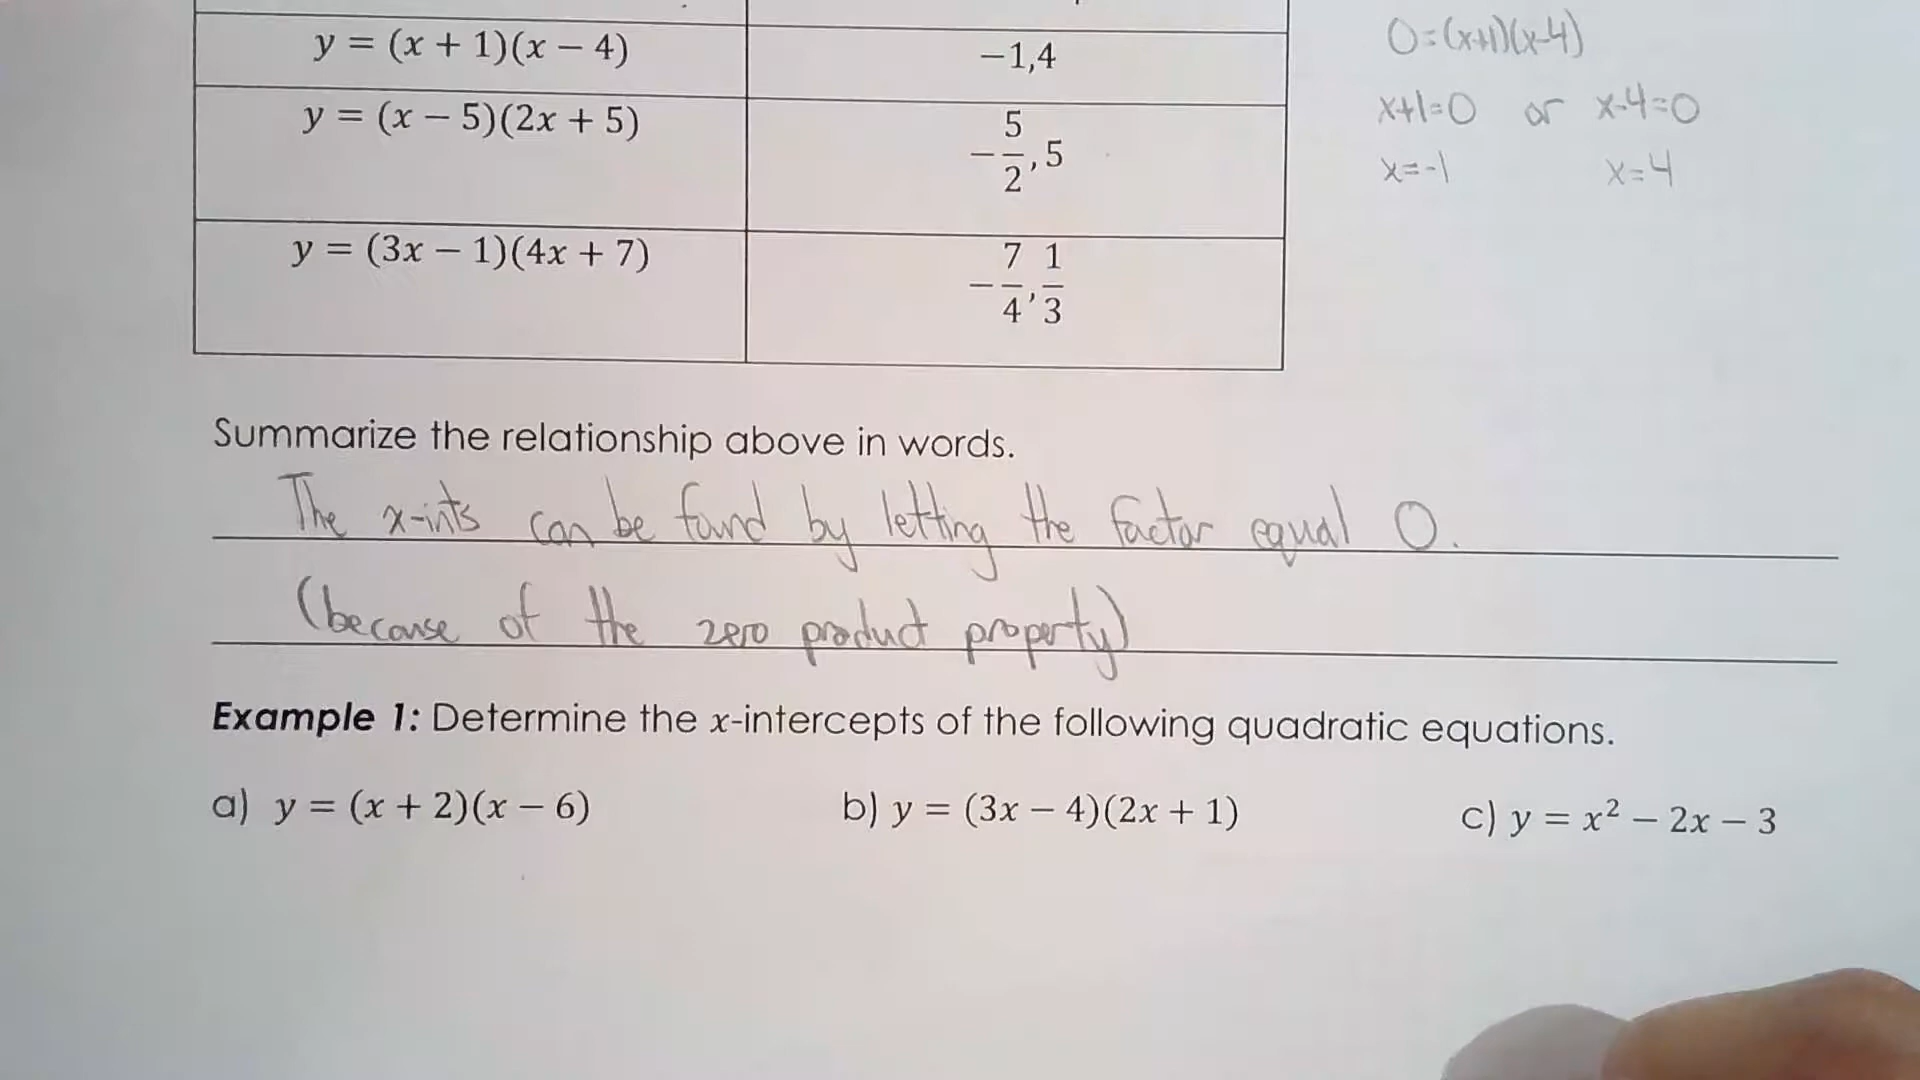 y = (x + 1)(x − 4) −1,4 0=(x+1)(x-4)
y = (x − 5)(2x + 5) −5/2, 5 x+1=0 or x-4=0
x=-1 x=4
y = (3x − 1)(4x + 7) −7/4, 1/3
Summarize the relationship above in words.
The x-ints can be found by letting the factor equal 0.
(because of the zero product property)
Example 1: Determine the x-intercepts of the following quadratic equations.
a) y = (x + 2)(x − 6) b) y = (3x − 4)(2x + 1) c) y = x² − 2x − 3